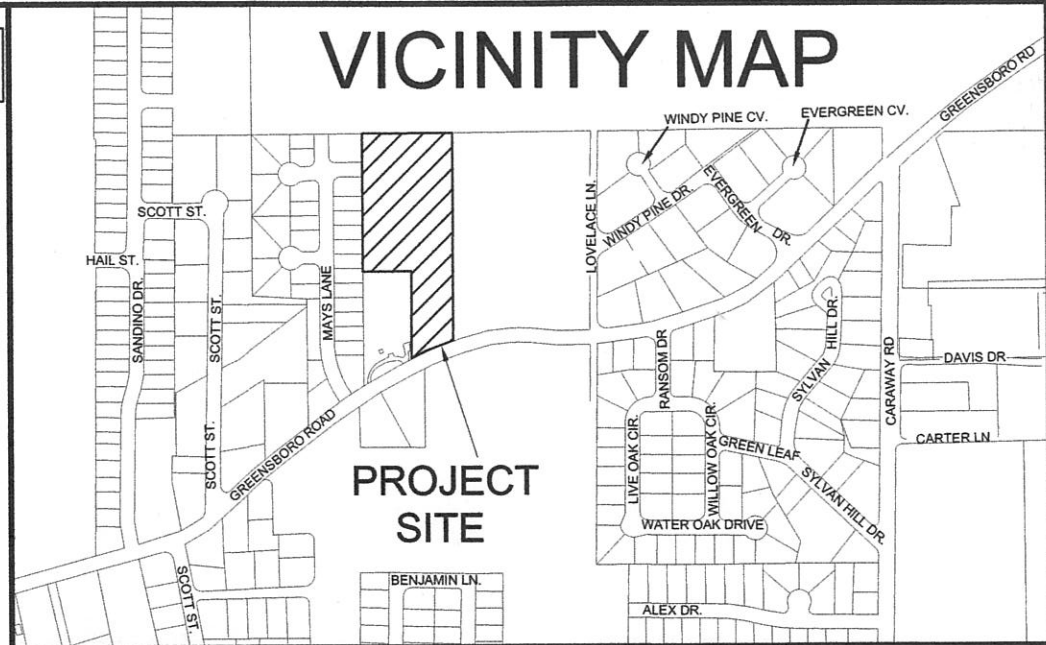 VICINITY MAP
GREENSBORO RD
WINDY PINE CV.
EVERGREEN CV.
LOVELACE LN.
WINDY PINE DR.
EVERGREEN
DR.
SCOTT ST.
HAIL ST.
SANDINO DR.
SCOTT ST.
MAYS LANE
SCOTT ST.
GREENSBORO ROAD
PROJECT
SITE
RANSOM DR
SYLVAN
HILL DR.
CARAWAY RD
DAVIS DR
CARTER LN
LIVE OAK CIR.
WILLOW OAK CIR.
GREEN LEAF
SYLVAN HILL DR.
WATER OAK DRIVE
BENJAMIN LN.
SCOTT ST.
ALEX DR.